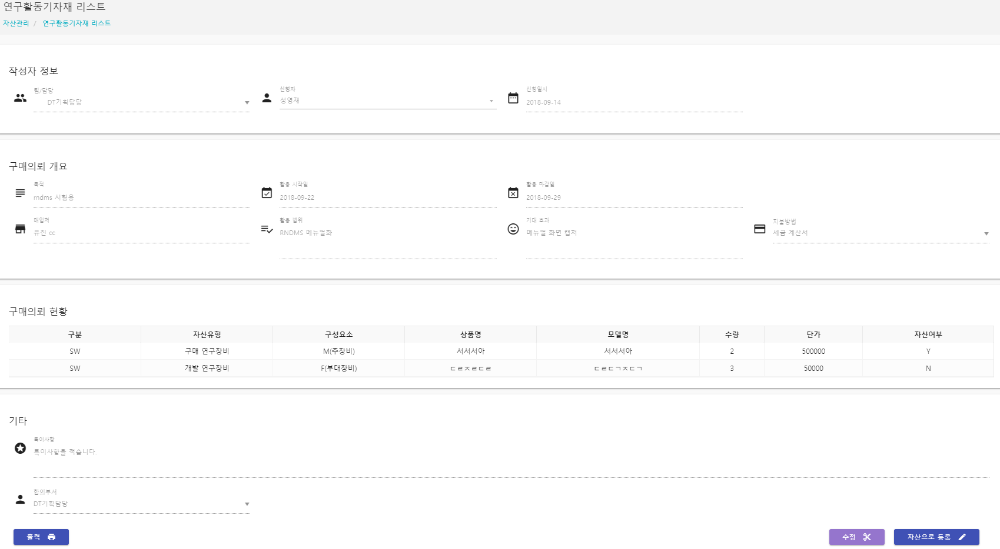 연구활동기자재 리스트
자산관리 / 연구활동기자재 리스트
작성자 정보
팀/담당
DT기획담당
신청자
성영재
신청일시
2018-09-14
구매의뢰 개요
목적
rndms 시험용
활용 시작일
2018-09-22
활용 마감일
2018-09-29
매입처
유진 cc
활용 범위
RNDMS 메뉴얼화
기대 효과
메뉴얼 화면 캡처
지불방법
세금 계산서
구매의뢰 현황
구분 자산유형 구성요소 상품명 모델명 수량 단가 자산여부
SW 구매 연구장비 M(주장비) 서서서아 서서서아 2 500000 Y
SW 개발 연구장비 F(부대장비) ㄷㄹㅈㄹㄷㄹ ㄷㄹㄷㄱㅈㄷㄱ 3 50000 N
기타
특이사항
특이사항을 적습니다.
합의부서
DT기획담당
출력 수정 자산으로 등록